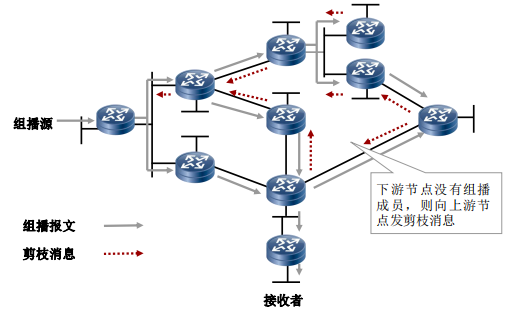 组播源
下游节点没有组播
成员，则向上游节
点发剪枝消息
组播报文
剪枝消息
接收者